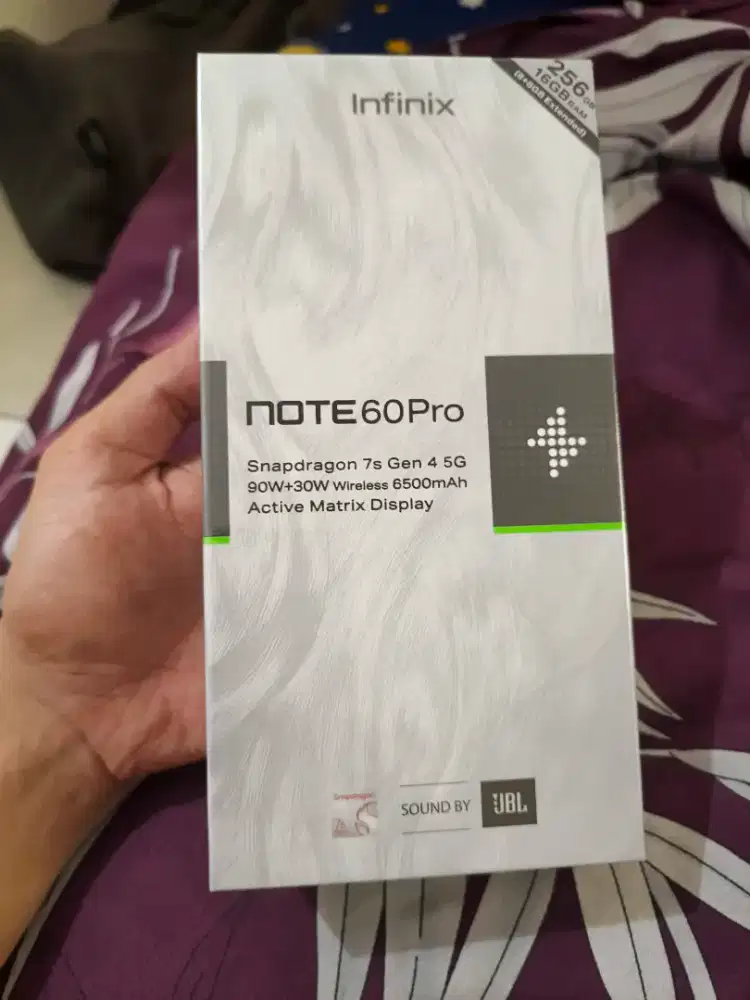 Infinix
256GB
16GB RAM
(8+8GB Extended)
NOTE60Pro
Snapdragon 7s Gen 4 5G
90W+30W Wireless 6500mAh
Active Matrix Display
Snapdragon
SOUND BY
JBL